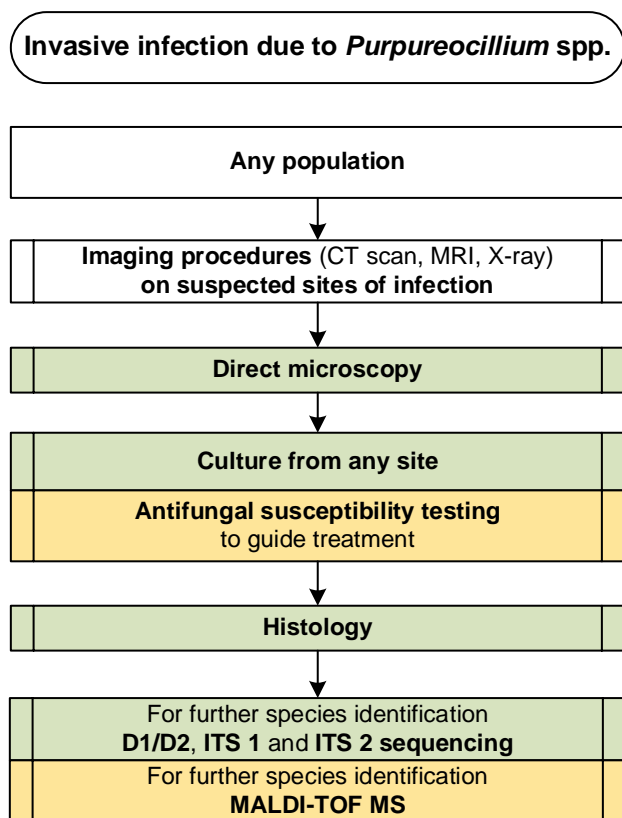 Invasive infection due to Purpureocillium spp.
Any population
Imaging procedures (CT scan, MRI, X-ray)
on suspected sites of infection
Direct microscopy
Culture from any site
Antifungal susceptibility testing
to guide treatment
Histology
For further species identification
D1/D2, ITS 1 and ITS 2 sequencing
For further species identification
MALDI-TOF MS